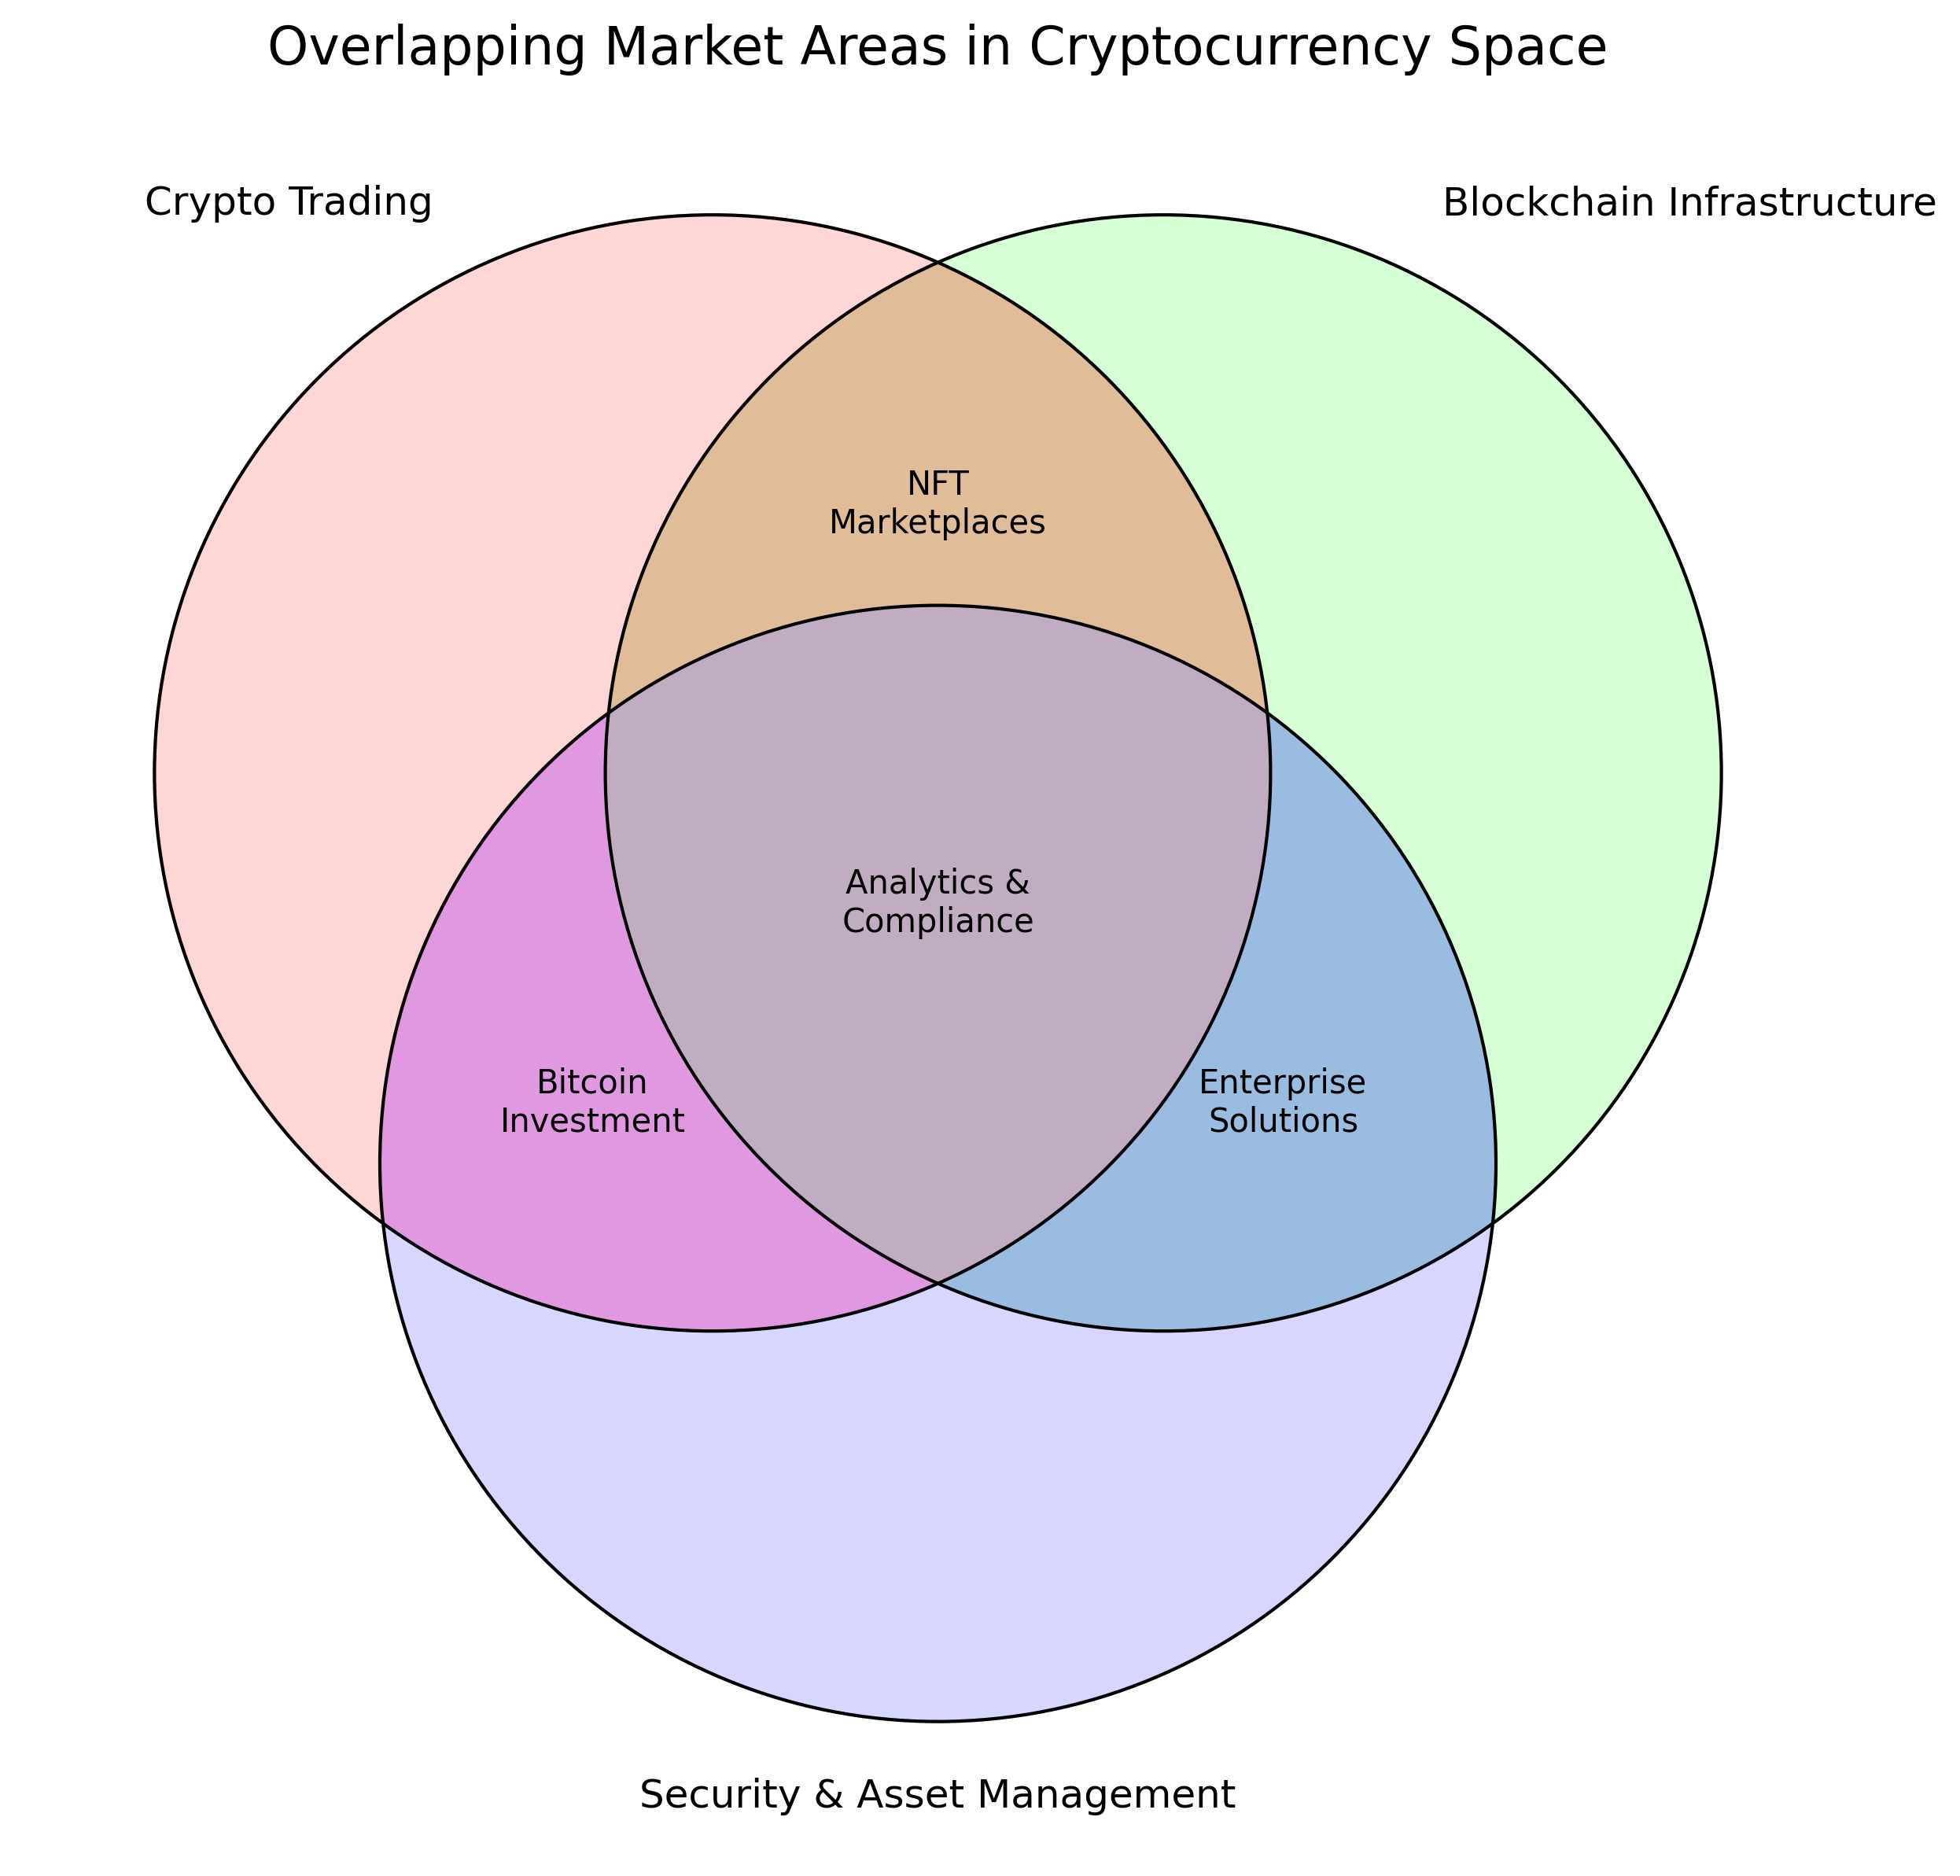 Overlapping Market Areas in Cryptocurrency Space
Crypto Trading
Blockchain Infrastructure
NFT
Marketplaces
Analytics &
Compliance
Bitcoin
Investment
Enterprise
Solutions
Security & Asset Management